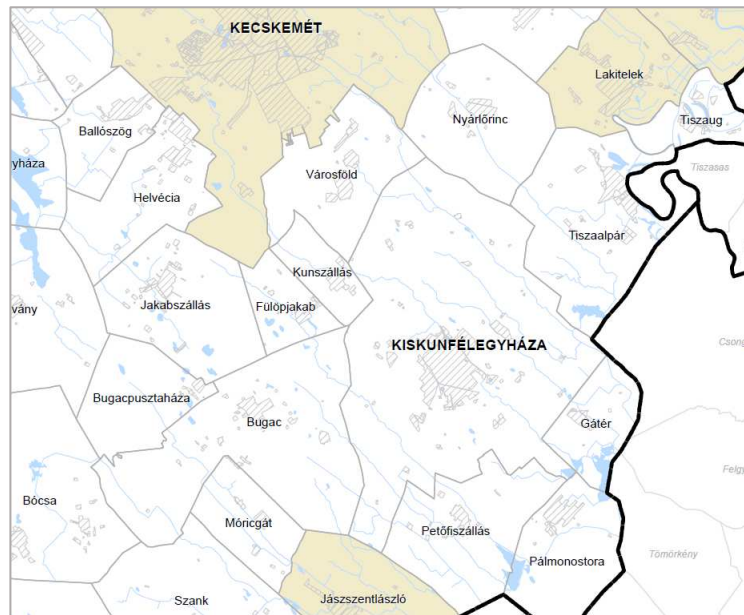 KECSKEMÉT
Lakitelek
Nyárlőrinc
Tiszaug
Ballószög
yháza
Városföld
Tiszasas
Helvécia
Tiszaalpár
Kunszállás
Jakabszállás
Fülöpjakab
vány
Csong
KISKUNFÉLEGYHÁZA
Bugacpusztaháza
Bugac
Gátér
Felgy
Bócsa
Móricgát
Petőfiszállás
Tömörkény
Pálmonostora
Szank
Jászszentlászló